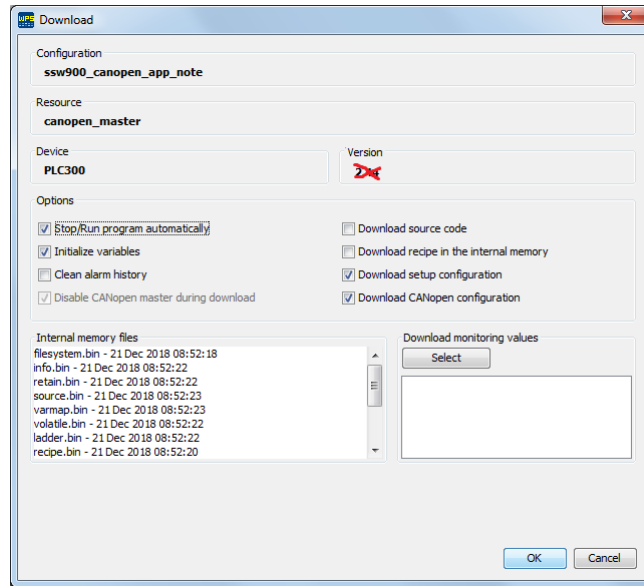 WPS
Download
Configuration
ssw900_canopen_app_note
Resource
canopen_master
Device
PLC300
Version
Options
Stop/Run program automatically
Initialize variables
Clean alarm history
Disable CANopen master during download
Download source code
Download recipe in the internal memory
Download setup configuration
Download CANopen configuration
Internal memory files
filesystem.bin - 21 Dec 2018 08:52:18
info.bin - 21 Dec 2018 08:52:22
retain.bin - 21 Dec 2018 08:52:22
source.bin - 21 Dec 2018 08:52:23
varmap.bin - 21 Dec 2018 08:52:23
volatile.bin - 21 Dec 2018 08:52:22
ladder.bin - 21 Dec 2018 08:52:22
recipe.bin - 21 Dec 2018 08:52:20
Download monitoring values
Select
OK
Cancel